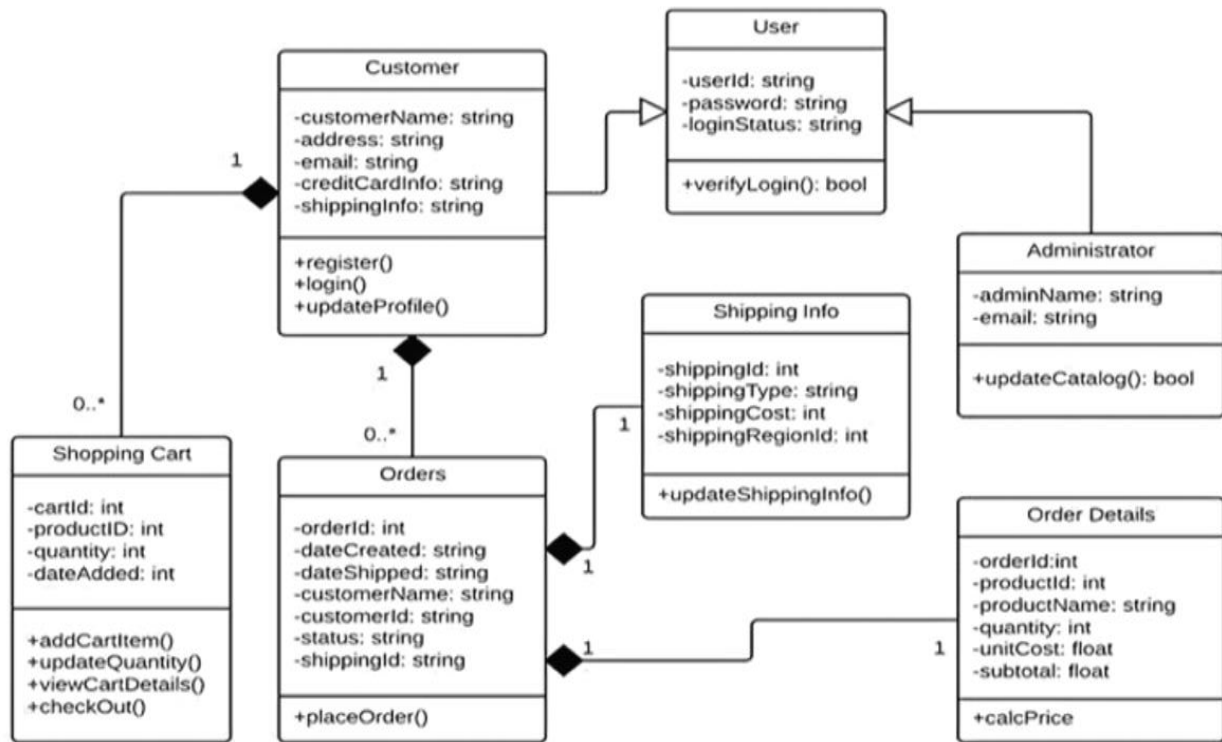 User
-userId: string
-password: string
-loginStatus: string
+verifyLogin(): bool
Customer
-customerName: string
-address: string
-email: string
-creditCardInfo: string
-shippingInfo: string
+register()
+login()
+updateProfile()
1
0..*
1
0..*
Administrator
-adminName: string
-email: string
+updateCatalog(): bool
Shipping Info
-shippingId: int
-shippingType: string
-shippingCost: int
-shippingRegionId: int
+updateShippingInfo()
1
1
Shopping Cart
-cartId: int
-productID: int
-quantity: int
-dateAdded: int
+addCartItem()
+updateQuantity()
+viewCartDetails()
+checkOut()
Orders
-orderId: int
-dateCreated: string
-dateShipped: string
-customerName: string
-customerId: string
-status: string
-shippingId: string
+placeOrder()
1
1
Order Details
-orderId:int
-productId: int
-productName: string
-quantity: int
-unitCost: float
-subtotal: float
+calcPrice